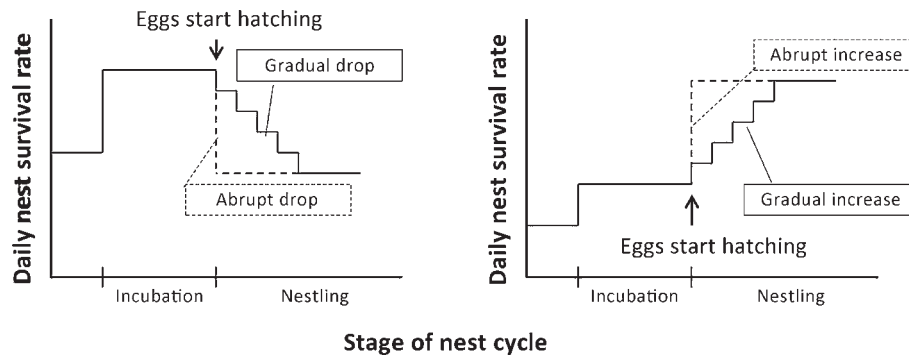 Daily nest survival rate
Eggs start hatching
Gradual drop
Abrupt drop
Incubation
Nestling
Daily nest survival rate
Abrupt increase
Gradual increase
Eggs start hatching
Incubation
Nestling
Stage of nest cycle